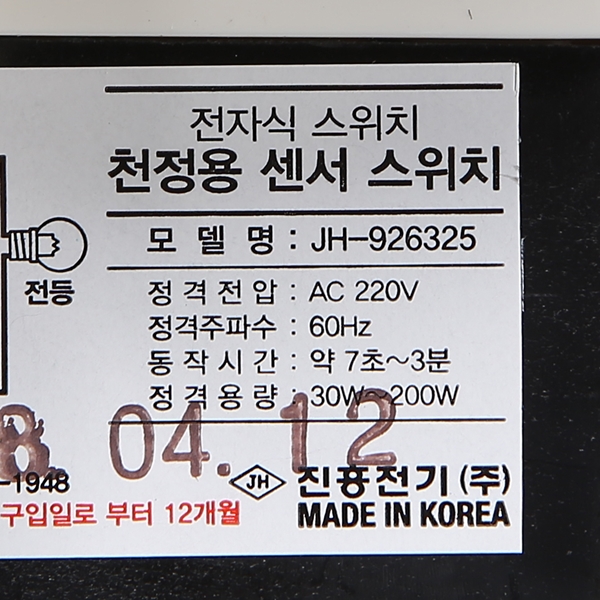 전자식 스위치
천정용 센서 스위치
모델명 : JH-926325
전등
정격전압 : AC 220V
정격주파수 : 60Hz
동작시간 : 약 7초~3분
정격용량 : 30W~200W
8. 04. 12
-1948
JH 진흥전기 (주)
구입일로 부터 12개월
MADE IN KOREA